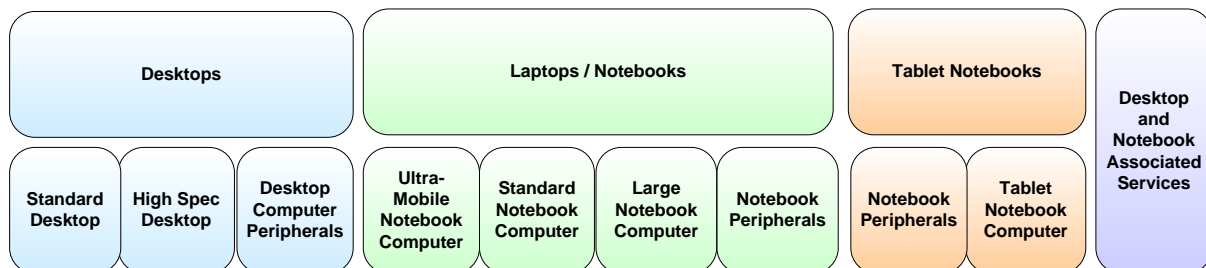 Desktops
Laptops / Notebooks
Tablet Notebooks
Desktop
and
Notebook
Associated
Services
Standard
Desktop
High Spec
Desktop
Desktop
Computer
Peripherals
Ultra-
Mobile
Notebook
Computer
Standard
Notebook
Computer
Large
Notebook
Computer
Notebook
Peripherals
Notebook
Peripherals
Tablet
Notebook
Computer